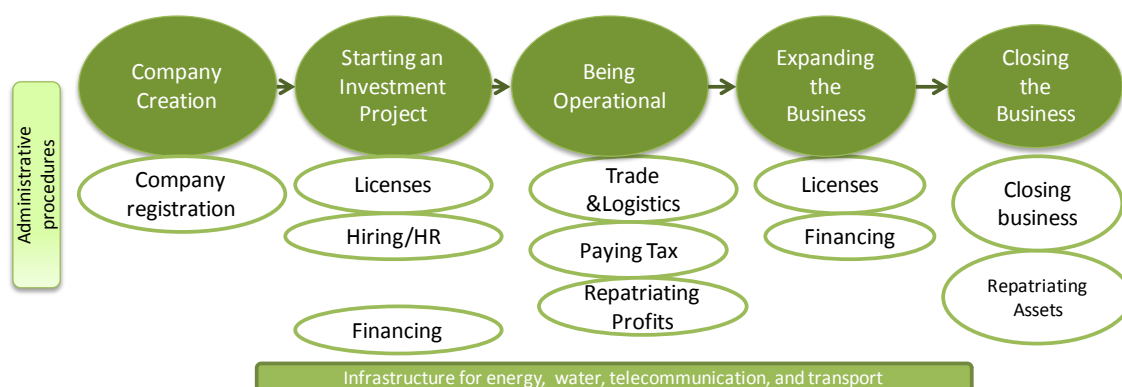 Company
Creation
Starting an
Investment
Project
Being
Operational
Expanding
the
Business
Closing
the
Business
Administrative
procedures
Company
registration
Licenses
Hiring/HR
Financing
Trade
&Logistics
Paying Tax
Repatriating
Profits
Licenses
Financing
Closing
business
Repatriating
Assets
Infrastructure for energy, water, telecommunication, and transport